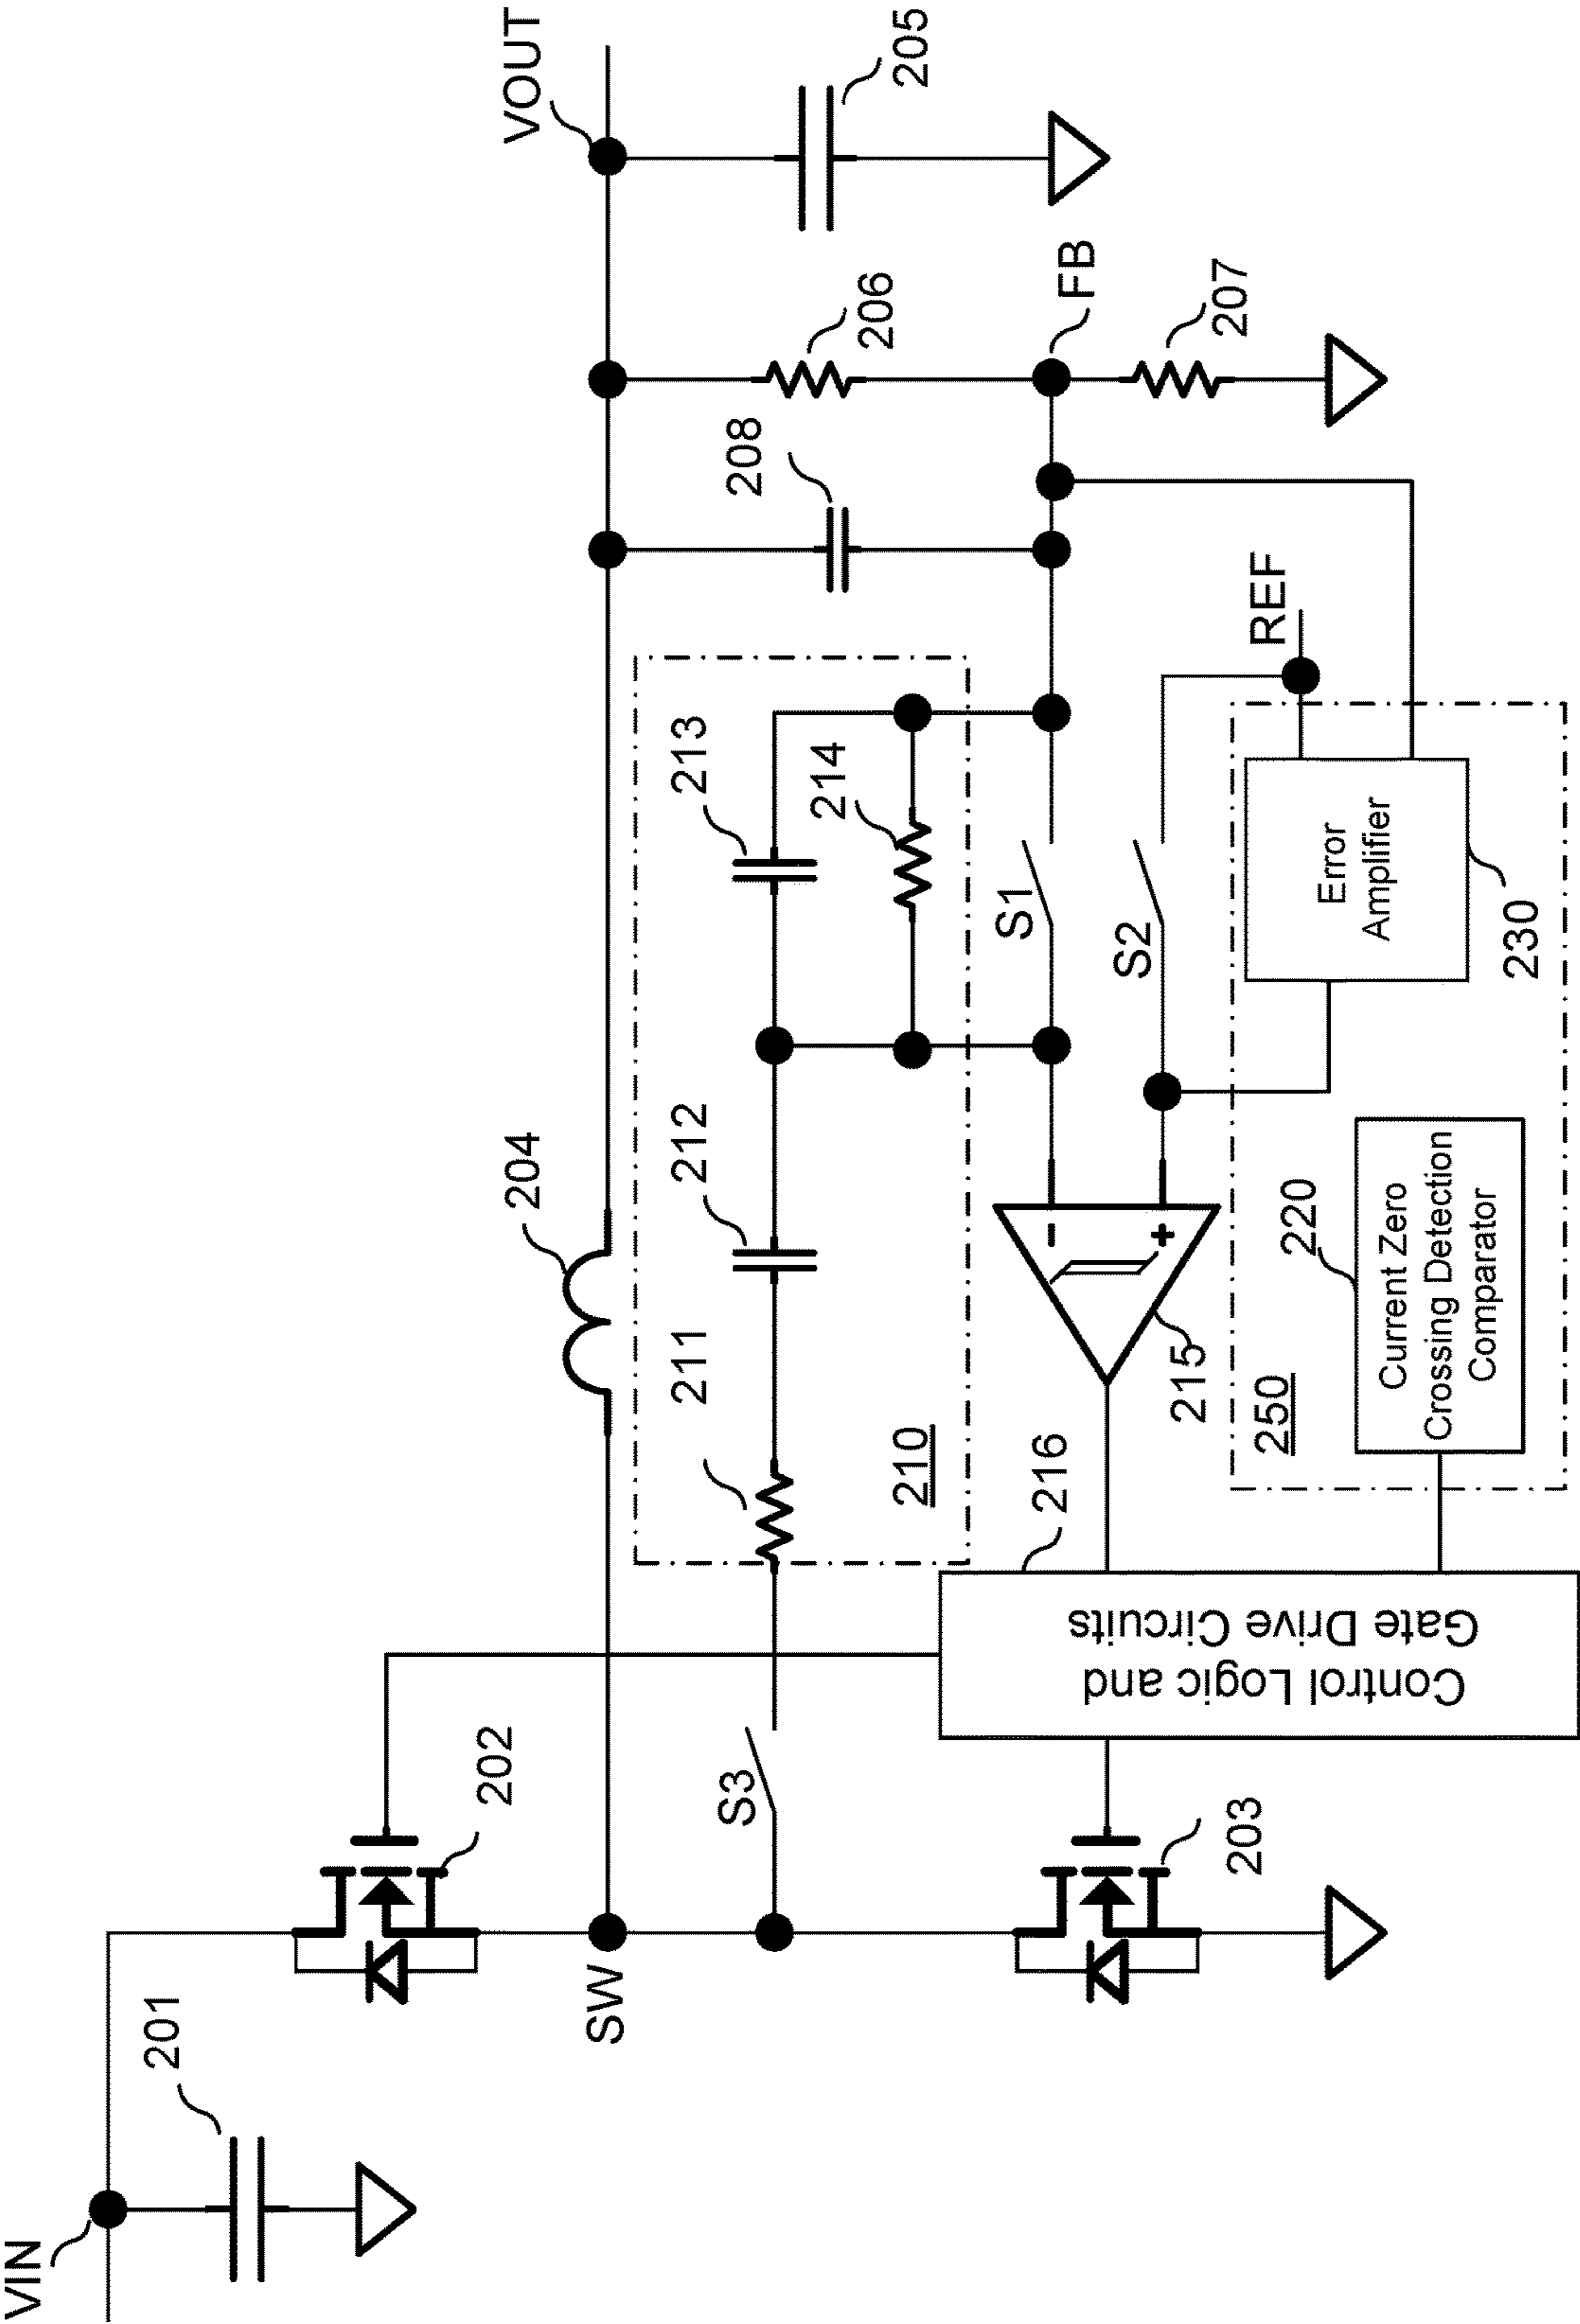 VIN
201
SW
202
203
S3
Control Logic and
Gate Drive Circuits
216
204
210
211
212
213
214
215
-
+
S1
S2
250
220
Current Zero
Crossing Detection
Comparator
Error
Amplifier
230
REF
208
206
FB
207
VOUT
205